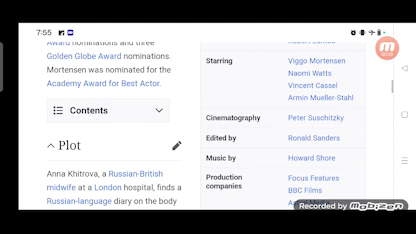 7:55
Award nominations and three
Golden Globe Award nominations.
Mortensen was nominated for the
Academy Award for Best Actor.
Contents
Plot
Anna Khitrova, a Russian-British
midwife at a London hospital, finds a
Russian-language diary on the body
Starring
Viggo Mortensen
Naomi Watts
Vincent Cassel
Armin Mueller-Stahl
Cinematography
Peter Suschitzky
Edited by
Ronald Sanders
Music by
Howard Shore
Production
companies
Focus Features
BBC Films
Recorded by MOBIZEN